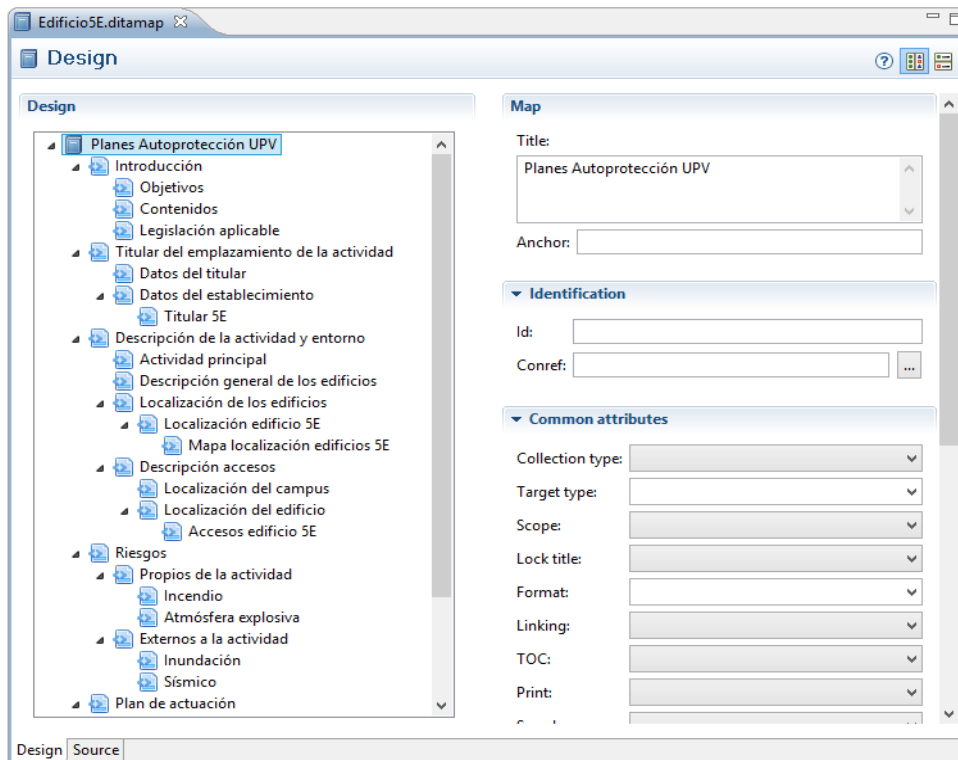 Edificio5E.ditamap
Design
Design
Planes Autoprotección UPV
Introducción
Objetivos
Contenidos
Legislación aplicable
Titular del emplazamiento de la actividad
Datos del titular
Datos del establecimiento
Titular 5E
Descripción de la actividad y entorno
Actividad principal
Descripción general de los edificios
Localización de los edificios
Localización edificio 5E
Mapa localización edificios 5E
Descripción accesos
Localización del campus
Localización del edificio
Accesos edificio 5E
Riesgos
Propios de la actividad
Incendio
Atmósfera explosiva
Externos a la actividad
Inundación
Sísmico
Plan de actuación
Map
Title:
Planes Autoprotección UPV
Anchor:
Identification
Id:
Conref:
...
Common attributes
Collection type:
Target type:
Scope:
Lock title:
Format:
Linking:
TOC:
Print:
Design Source